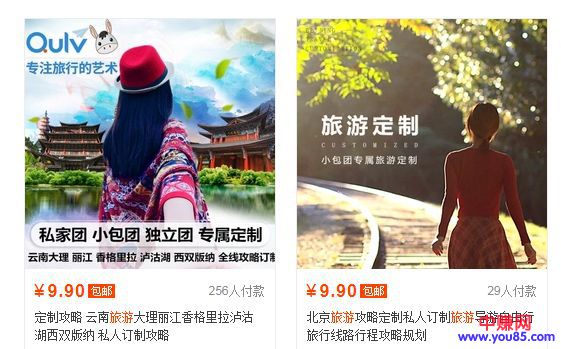 Qulv
专注旅行的艺术
私家团 小包团 独立团 专属定制
云南大理 丽江 香格里拉 泸沽湖 西双版纳 全线攻略订制
¥9.90 包邮 256人付款
定制攻略 云南旅游大理丽江香格里拉泸沽
湖西双版纳 私人订制攻略
旅游定制
CUSTOMIZED
小包团专属旅游定制
¥9.90 包邮 29人付款
北京旅游攻略定制私人订制旅游导游自由行
旅行线路行程攻略规划
中赚网
www.you85.com